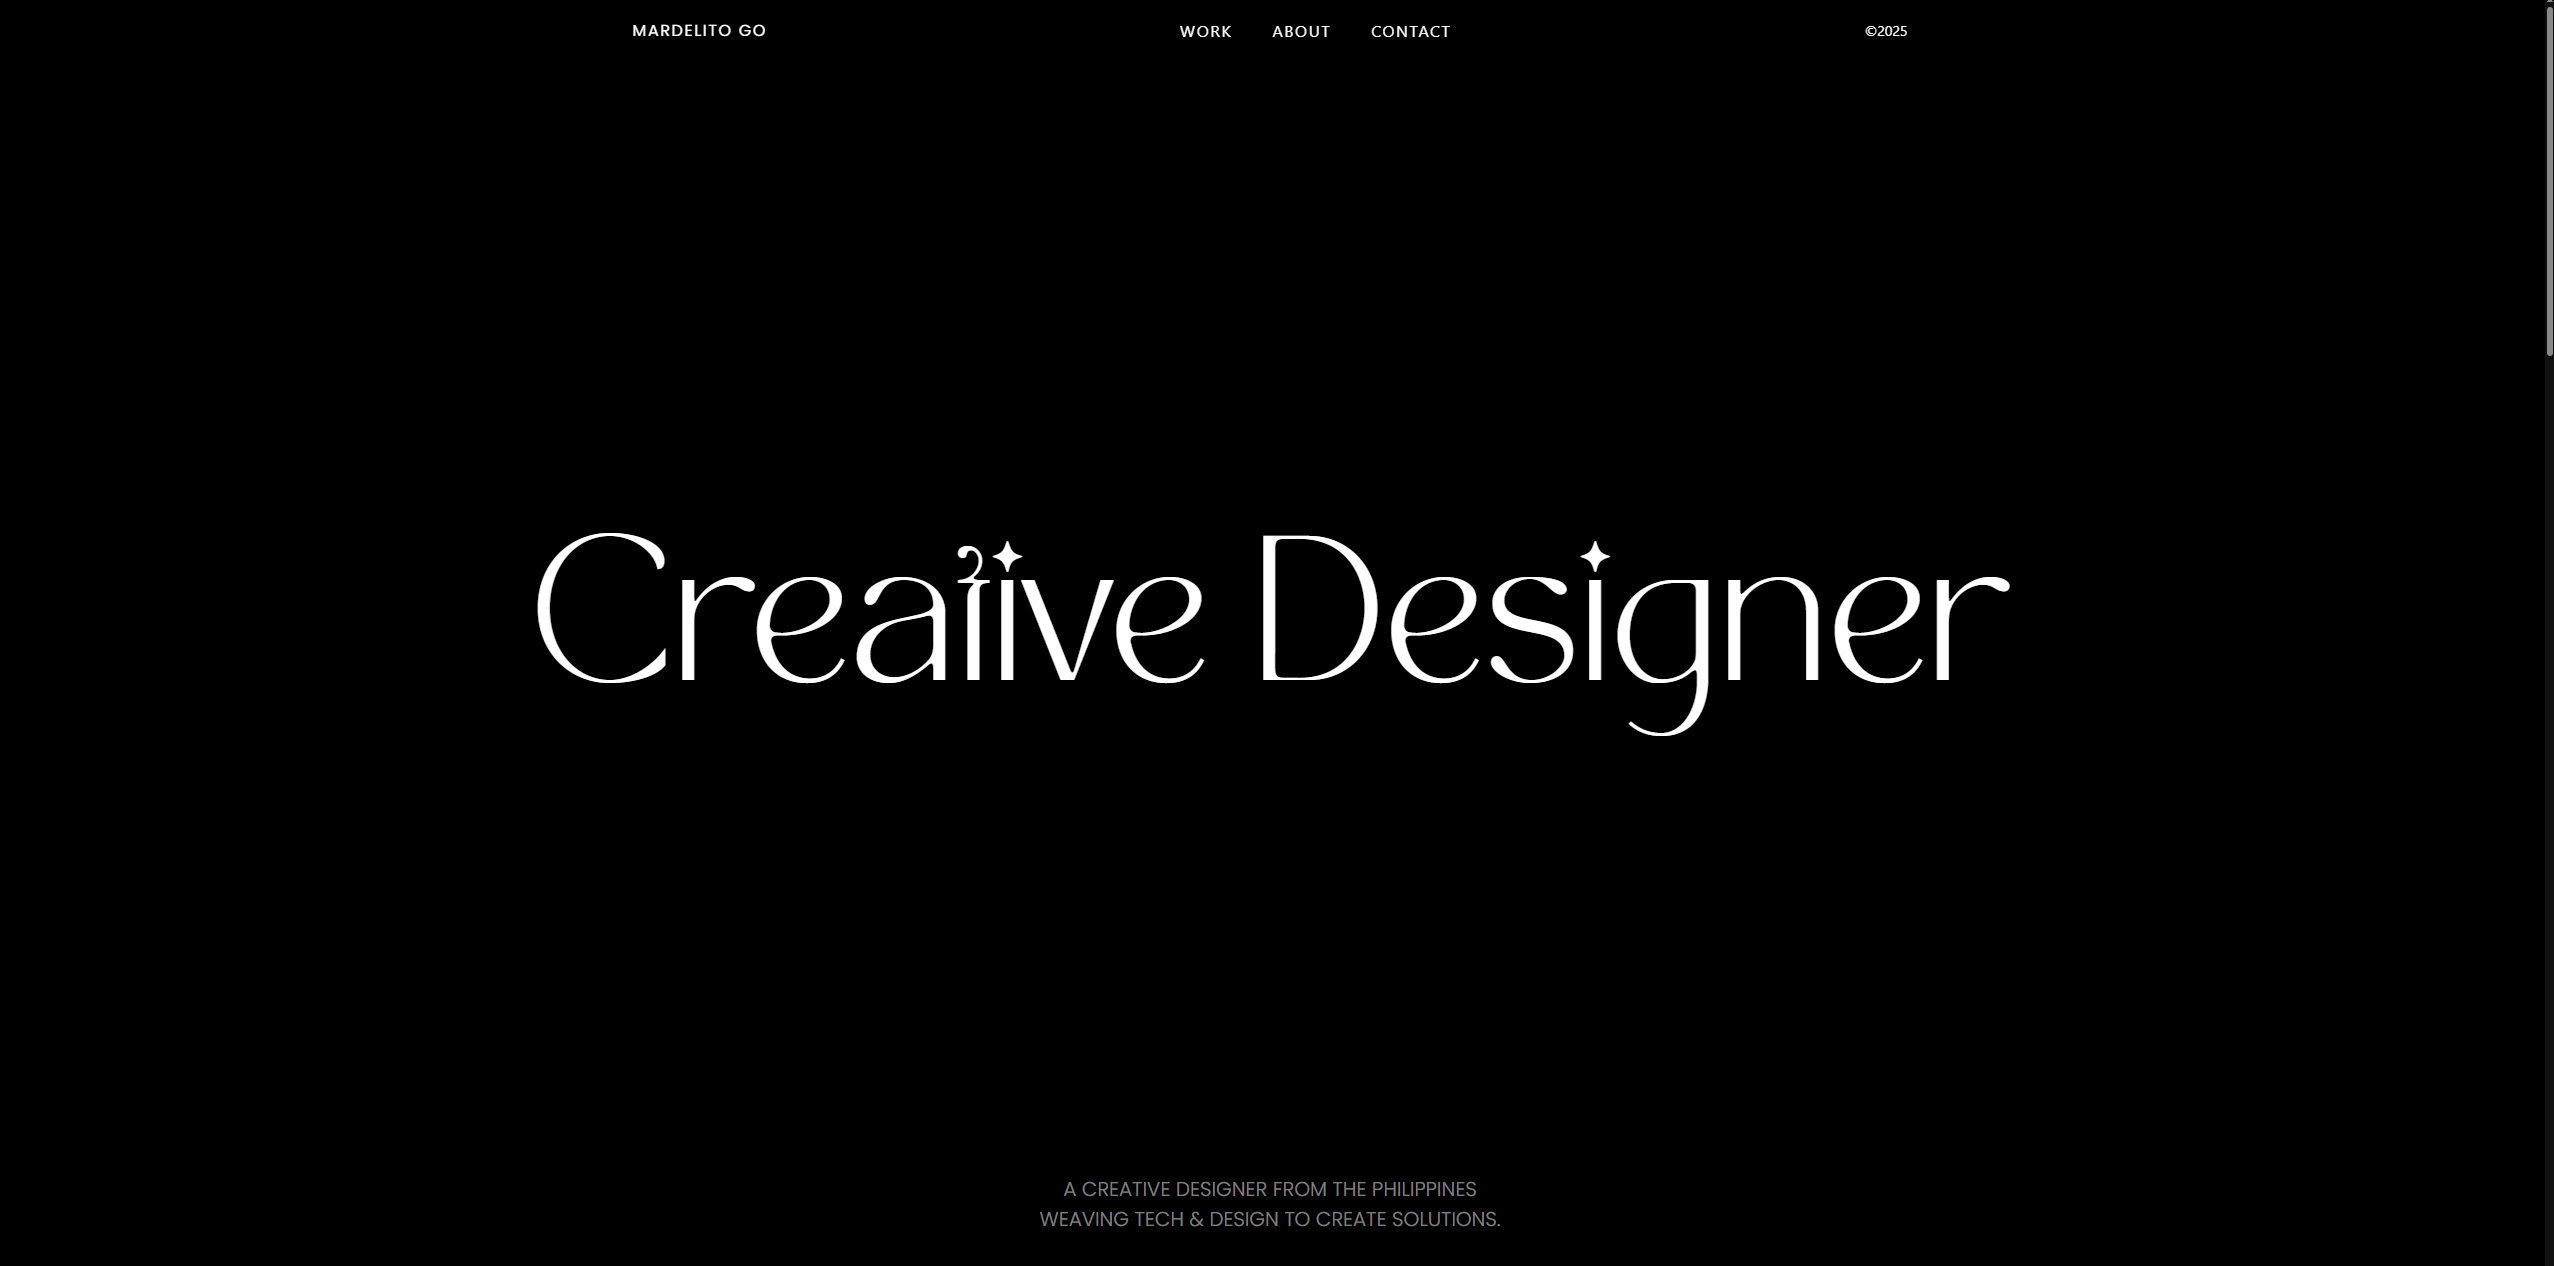 MARDELITO GO
WORK ABOUT CONTACT
©2025
Creative Designer
A CREATIVE DESIGNER FROM THE PHILIPPINES
WEAVING TECH & DESIGN TO CREATE SOLUTIONS.